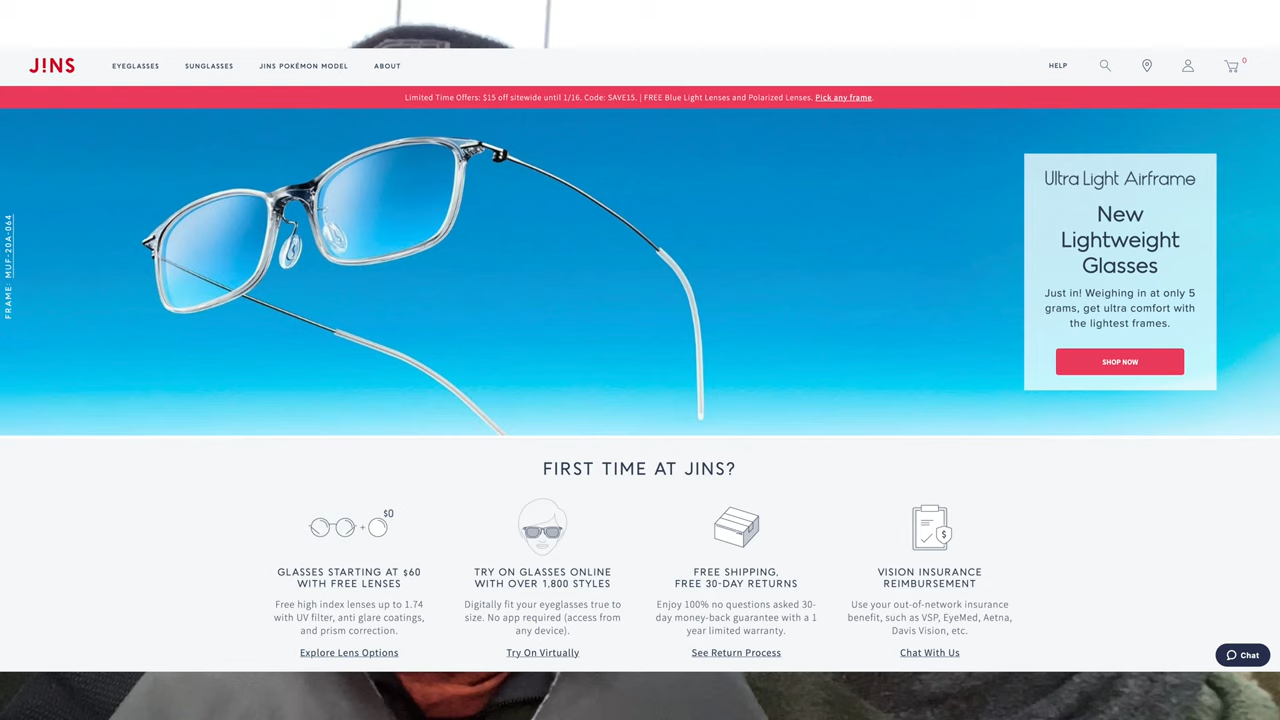 J!NS
EYEGLASSES
SUNGLASSES
JINS POKÉMON MODEL
ABOUT
HELP
0
Limited Time Offers: $15 off sitewide until 1/16. Code: SAVE15. | FREE Blue Light Lenses and Polarized Lenses. Pick any frame.
FRAME: MUF-20A-064
Ultra Light Airframe
New
Lightweight
Glasses
Just in! Weighing in at only 5
grams, get ultra comfort with
the lightest frames.
SHOP NOW
FIRST TIME AT JINS?
$0
GLASSES STARTING AT $60
WITH FREE LENSES
Free high index lenses up to 1.74
with UV filter, anti glare coatings,
and prism correction.
Explore Lens Options
TRY ON GLASSES ONLINE
WITH OVER 1,800 STYLES
Digitally fit your eyeglasses true to
size. No app required (access from
any device).
Try On Virtually
FREE SHIPPING,
FREE 30-DAY RETURNS
Enjoy 100% no questions asked 30-
day money-back guarantee with a 1
year limited warranty.
See Return Process
$
VISION INSURANCE
REIMBURSEMENT
Use your out-of-network insurance
benefit, such as VSP, EyeMed, Aetna,
Davis Vision, etc.
Chat With Us
Chat